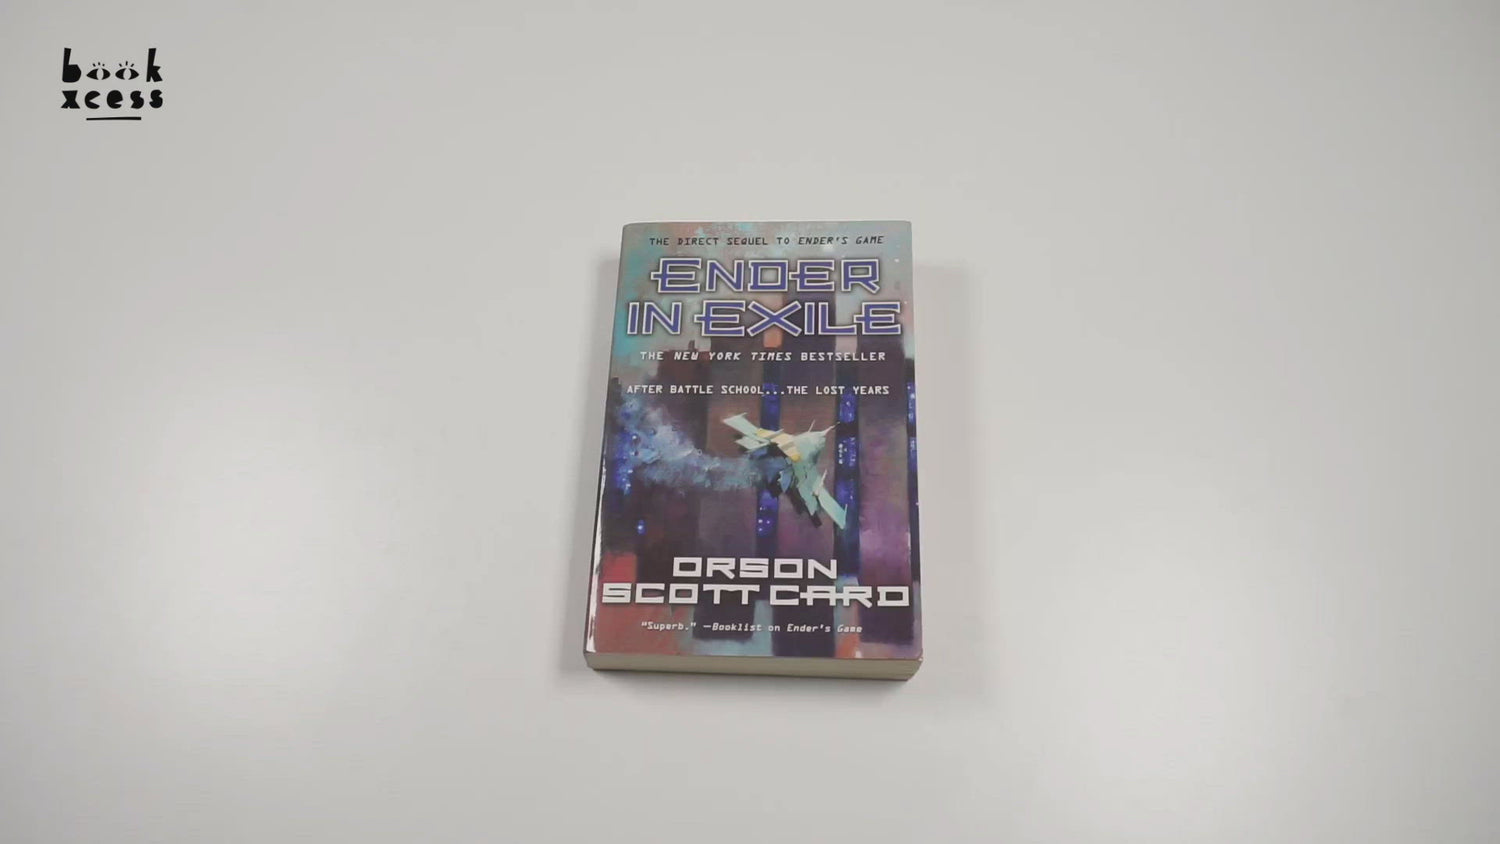 book
xcess
THE DIRECT SEQUEL TO ENDER'S GAME
ENDER
IN EXILE
THE NEW YORK TIMES BESTSELLER
AFTER BATTLE SCHOOL...THE LOST YEARS
ORSON
SCOTT CARD
"Superb." —Booklist on Ender's Game